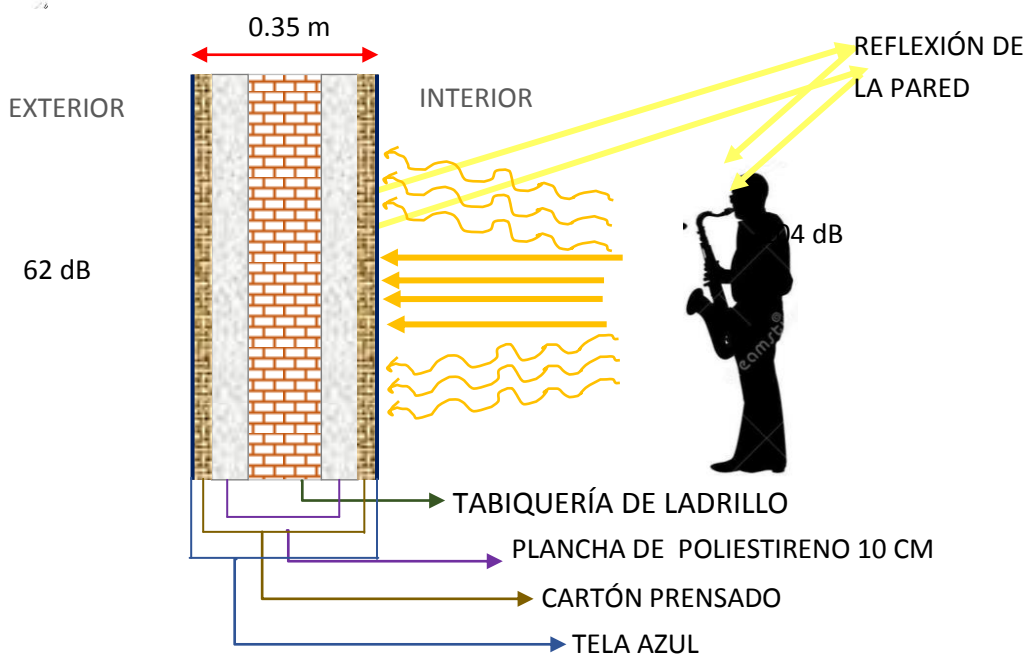 0.35 m
REFLEXIÓN DE
LA PARED
EXTERIOR
INTERIOR
04 dB
62 dB
TABIQUERÍA DE LADRILLO
PLANCHA DE POLIESTIRENO 10 CM
CARTÓN PRENSADO
TELA AZUL